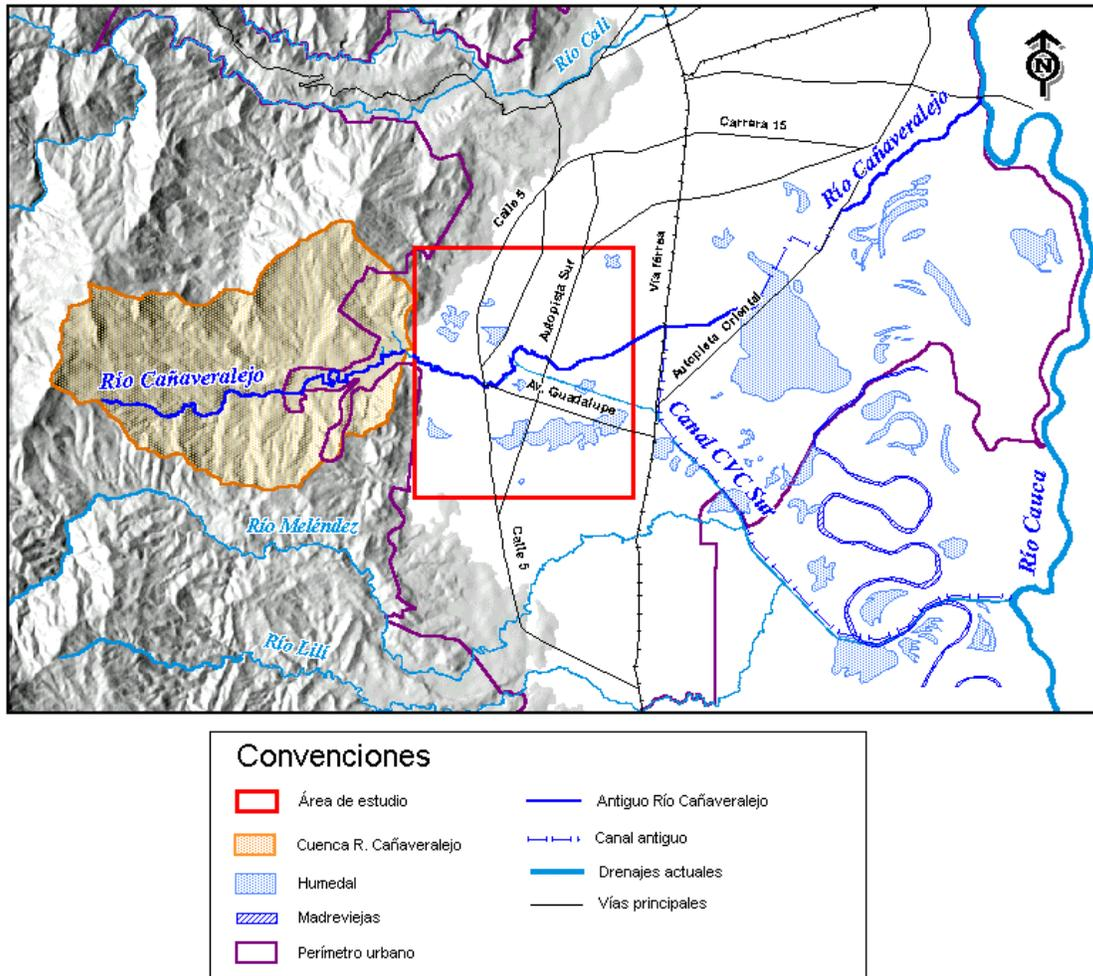 Río Cali
N
Carrera 15
Río Cañaveralejo
Calle 5
Vía férrea
Autopista Sur
Autopista Oriental
Río Cañaveralejo
Av. Guadalupe
Canal CVC Sur
Río Meléndez
Calle 5
Río Cauca
Río Lilí
Convenciones
Área de estudio
Cuenca R. Cañaveralejo
Humedal
Madreviejas
Perímetro urbano
Antiguo Río Cañaveralejo
Canal antiguo
Drenajes actuales
Vías principales